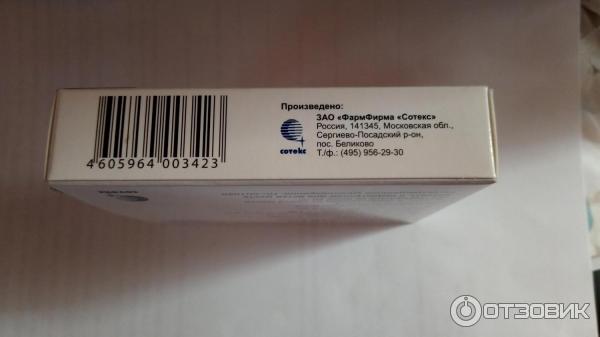 Произведено:
ЗАО «ФармФирма «Сотекс»
Россия, 141345, Московская обл.,
Сергиево-Посадский р-он,
пос. Беликово
Т./ф.: (495) 956-29-30
сотекс
4 605964 003423
ОТЗОВИК